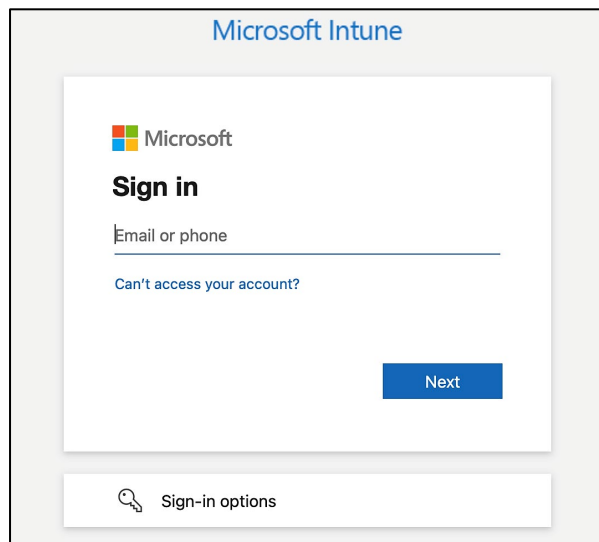 Microsoft Intune
Microsoft
Sign in
Email or phone
Can't access your account?
Next
Sign-in options